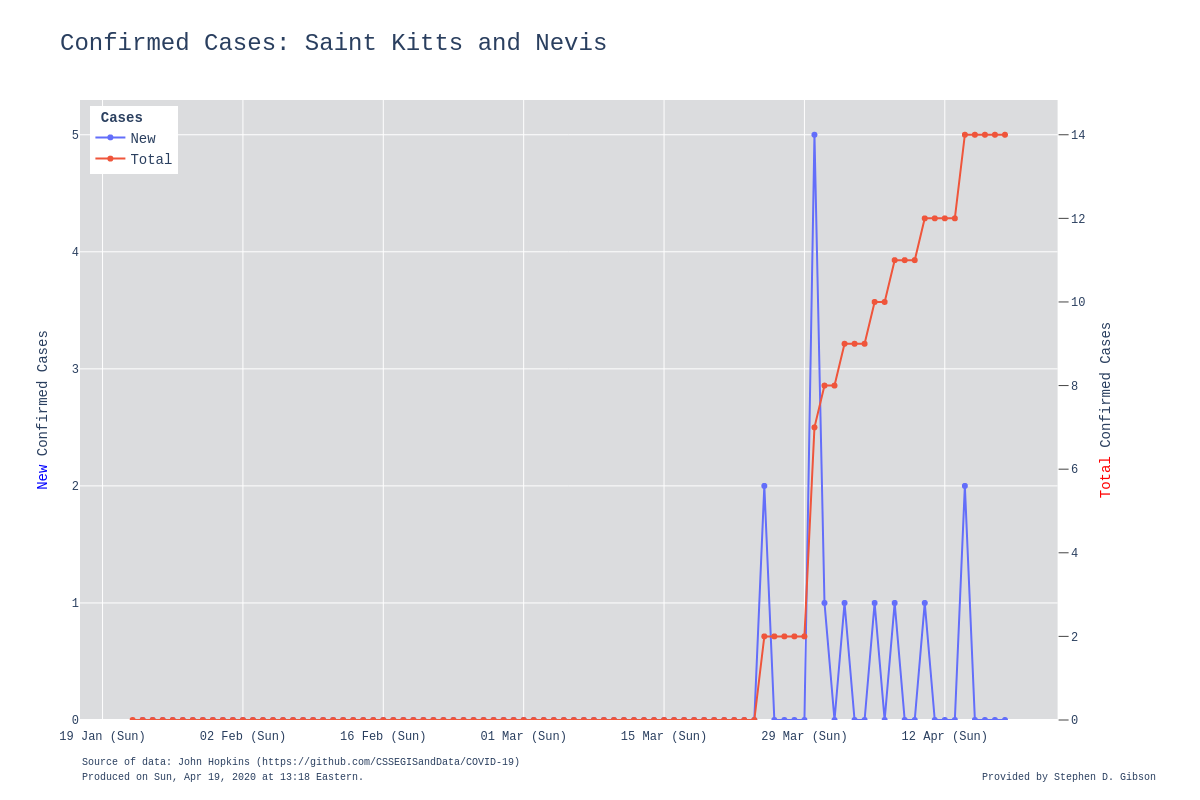 Confirmed Cases: Saint Kitts and Nevis
Cases
New
Total
5
4
3
2
1
0
14
12
10
8
6
4
2
0
New Confirmed Cases
Total Confirmed Cases
19 Jan (Sun) 02 Feb (Sun) 16 Feb (Sun) 01 Mar (Sun) 15 Mar (Sun) 29 Mar (Sun) 12 Apr (Sun)
Source of data: John Hopkins (https://github.com/CSSEGISandData/COVID-19)
Produced on Sun, Apr 19, 2020 at 13:18 Eastern.
Provided by Stephen D. Gibson